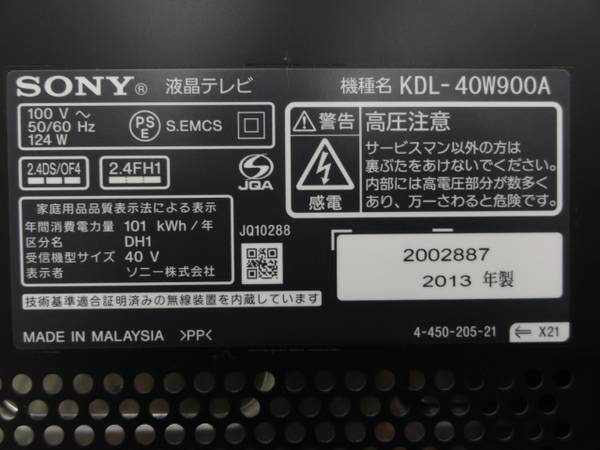 SONY® 液晶テレビ 機種名 KDL-40W900A
100 V ～
50/60 Hz
124 W
PS
E
S.EMCS
2.4DS/OF4
2.4FH1
JQA
警告
感電
高圧注意
サービスマン以外の方は
裏ぶたをあけないでください。
内部には高電圧部分が数多く
あり、万一さわると危険です。
家庭用品品質表示法による表示
年間消費電力量 101 kWh/年
区分名 DH1
受信機型サイズ 40 V
表示者 ソニー株式会社
JQ10288
2002887
2013 年製
技術基準適合証明済みの無線装置を内蔵しています
MADE IN MALAYSIA >PP<
4-450-205-21
⇐ X21